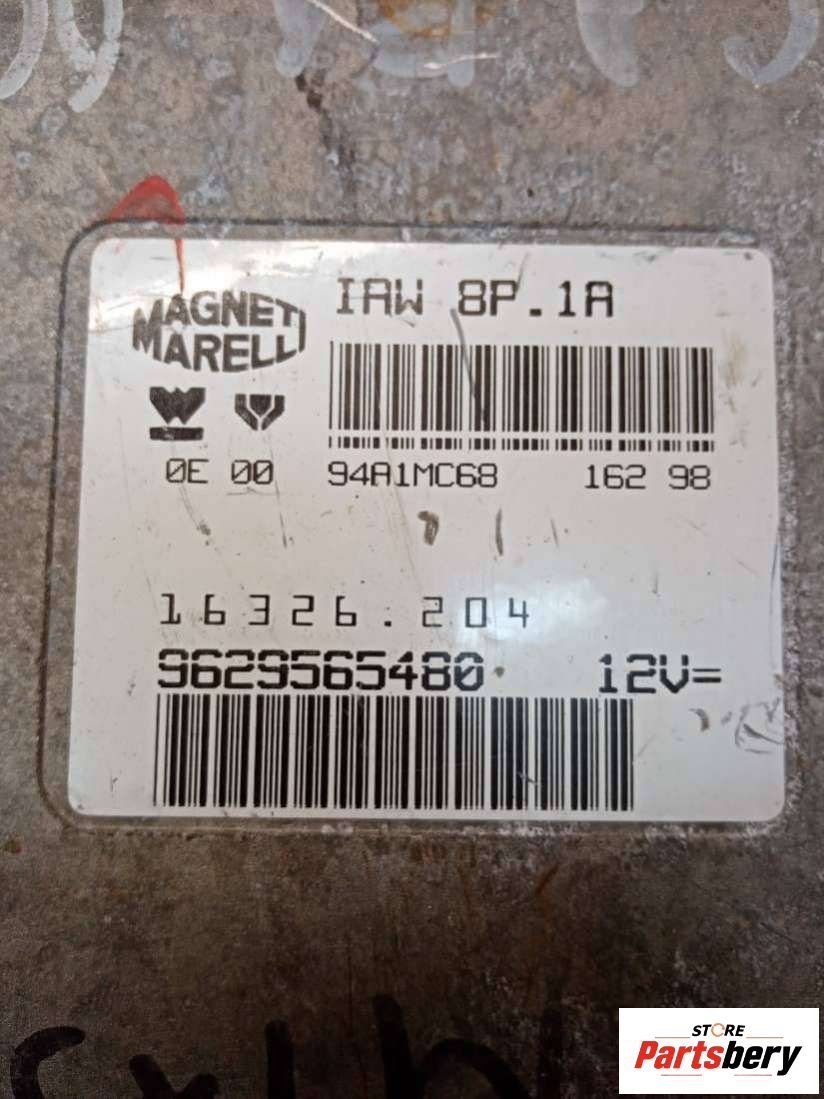 IAW 8P.1A
MAGNETI
MARELLI
0E 00
94A1MC68 162 98
16326.204
9629565480 12V=
STORE
Partsbery